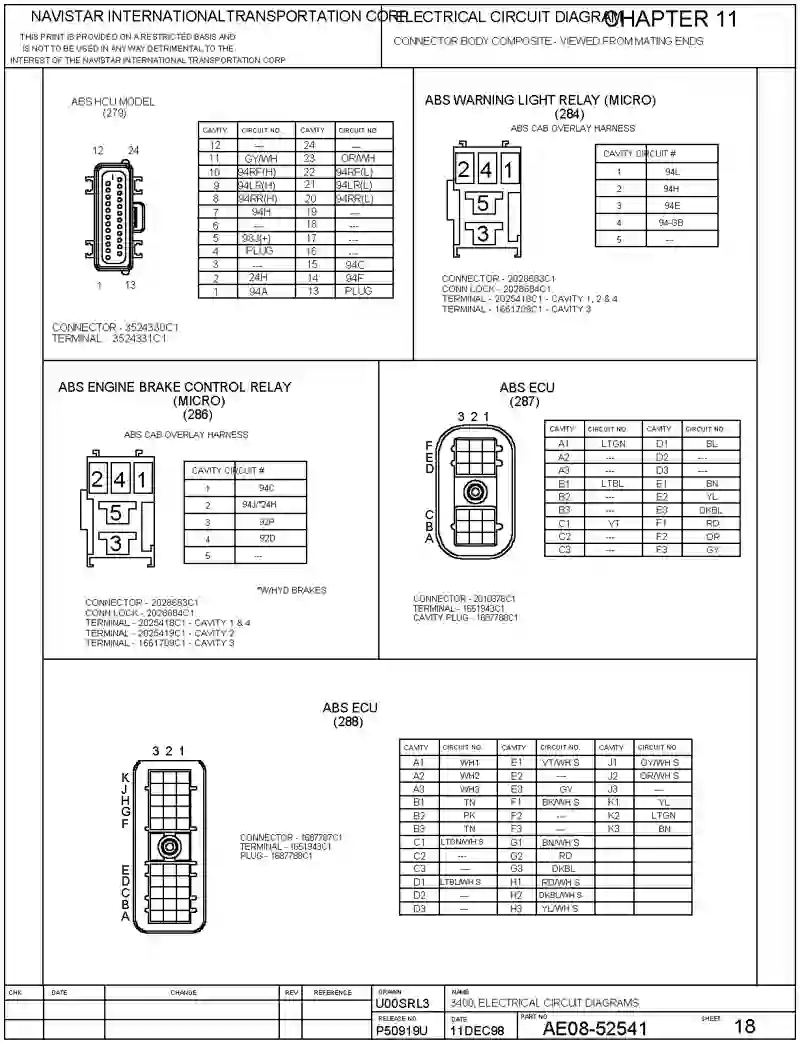 NAVISTAR INTERNATIONAL TRANSPORTATION CORP
THIS PRINT IS PROVIDED ON A RESTRICTED BASIS AND
IS NOT TO BE USED IN ANY WAY DETRIMENTAL TO THE
INTEREST OF THE NAVISTAR INTERNATIONAL TRANSPORTATION CORP
ELECTRICAL CIRCUIT DIAGRAM
CHAPTER 11
CONNECTOR BODY COMPOSITE - VIEWED FROM MATING ENDS
ABS HCU MODEL
(279)
12 24
1 13
CAVITY CIRCUIT NO. CAVITY CIRCUIT NO
12 --- 24 ---
11 GY/WH 23 OR/WH
10 94RF(H) 22 94RF(L)
9 94LR(H) 21 94LR(L)
8 94RR(H) 20 94RR(L)
7 94H 19 ---
6 --- 18 ---
5 98J(+) 17 ---
4 PLUG 16 ---
3 --- 15 94C
2 24H 14 94F
1 94A 13 PLUG
CONNECTOR - 3524330C1
TERMINAL - 3524331C1
ABS WARNING LIGHT RELAY (MICRO)
(284)
ABS CAB OVERLAY HARNESS
2 4 1
5
3
CAVITY CIRCUIT #
1 94L
2 94H
3 94E
4 94-GB
5 ---
CONNECTOR - 2028683C1
CONN LOCK - 2028684C1
TERMINAL - 2025418C1 - CAVITY 1, 2 & 4
TERMINAL - 1661709C1 - CAVITY 3
ABS ENGINE BRAKE CONTROL RELAY
(MICRO)
(286)
ABS CAB OVERLAY HARNESS
2 4 1
5
3
CAVITY CIRCUIT #
1 94C
2 94J/*24H
3 92P
4 92D
5 ---
*W/HYD BRAKES
CONNECTOR - 2028683C1
CONN LOCK - 2028684C1
TERMINAL - 2025418C1 - CAVITY 1 & 4
TERMINAL - 2025419C1 - CAVITY 2
TERMINAL - 1661709C1 - CAVITY 3
ABS ECU
(287)
3 2 1
F
E
D
C
B
A
CAVITY CIRCUIT NO. CAVITY CIRCUIT NO
A1 LTGN D1 BL
A2 --- D2 ---
A3 --- D3 ---
B1 LTBL E1 BN
B2 --- E2 YL
B3 --- E3 DKBL
C1 VT F1 RD
C2 --- F2 OR
C3 --- F3 GY
CONNECTOR - 2010378C1
TERMINAL - 1651943C1
CAVITY PLUG - 1687788C1
ABS ECU
(288)
3 2 1
K
J
H
G
F
E
D
C
B
A
CONNECTOR - 1687787C1
TERMINAL - 1651943C1
PLUG - 1687788C1
CAVITY CIRCUIT NO. CAVITY CIRCUIT NO. CAVITY CIRCUIT NO.
A1 WH1 E1 VT/WH S J1 GY/WH S
A2 WH2 E2 --- J2 OR/WH S
A3 WH3 E3 GY J3 ---
B1 TN F1 BK/WH S K1 YL
B2 PK F2 --- K2 LTGN
B3 TN F3 --- K3 BN
C1 LTGN/WH S G1 BN/WH S
C2 --- G2 RD
C3 --- G3 DKBL
D1 LTBL/WH S H1 RD/WH S
D2 --- H2 DKBL/WH S
D3 --- H3 YL/WH S
CHK DATE CHANGE REV REFERENCE
DRAWN
U00SRL3
NAME
3400, ELECTRICAL CIRCUIT DIAGRAMS
RELEASE NO.
P50919U
DATE
11DEC98
PART NO
AE08-52541
SHEET 18